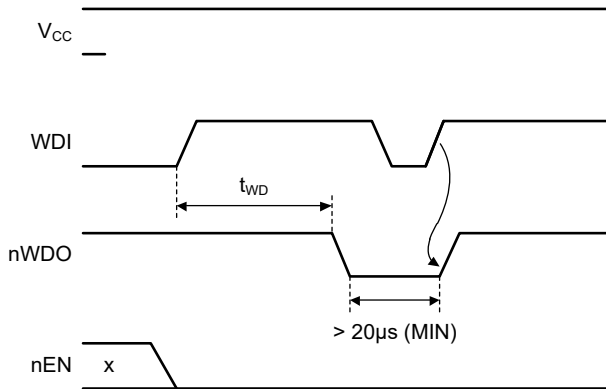 VCC
WDI
tWD
nWDO
> 20μs (MIN)
nEN
x